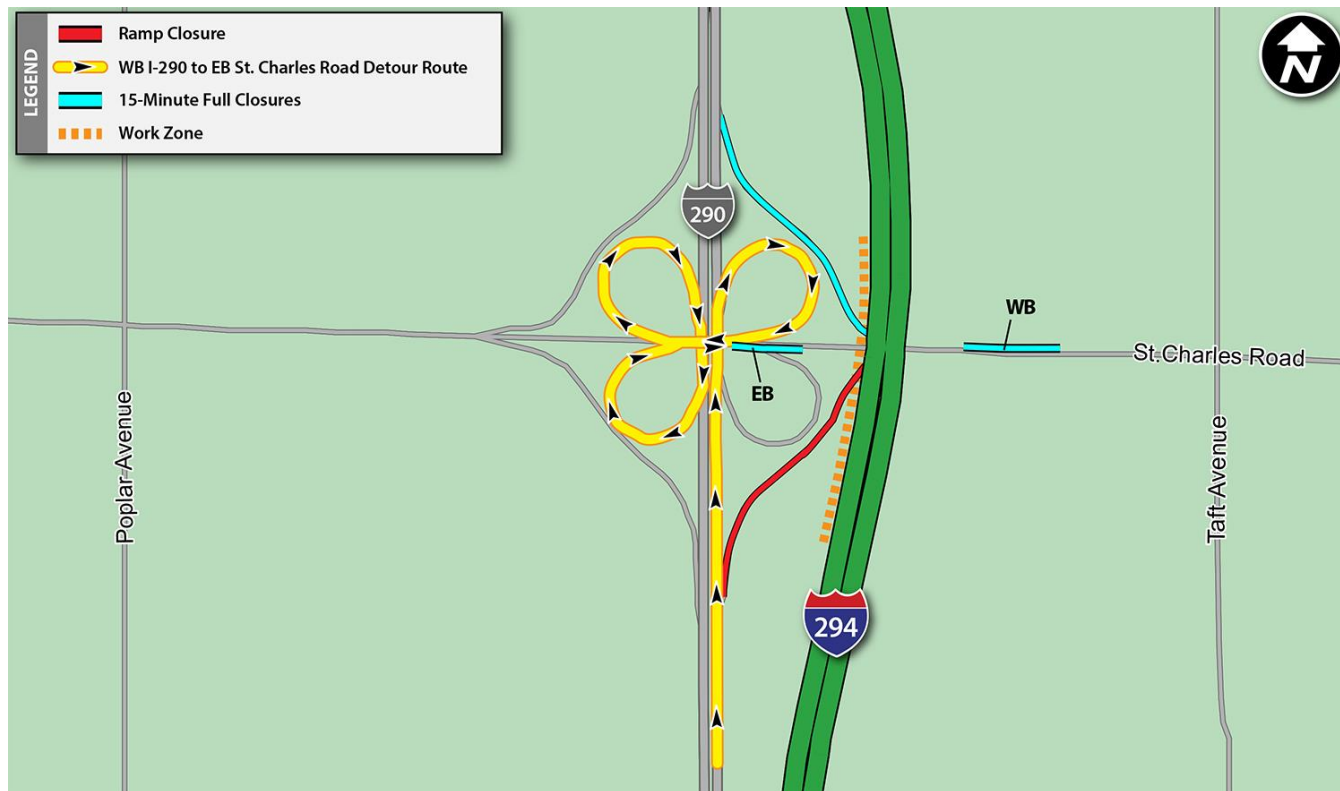 LEGEND
Ramp Closure
WB I-290 to EB St. Charles Road Detour Route
15-Minute Full Closures
Work Zone
N
290
WB
St.Charles Road
EB
Poplar Avenue
Taft Avenue
294